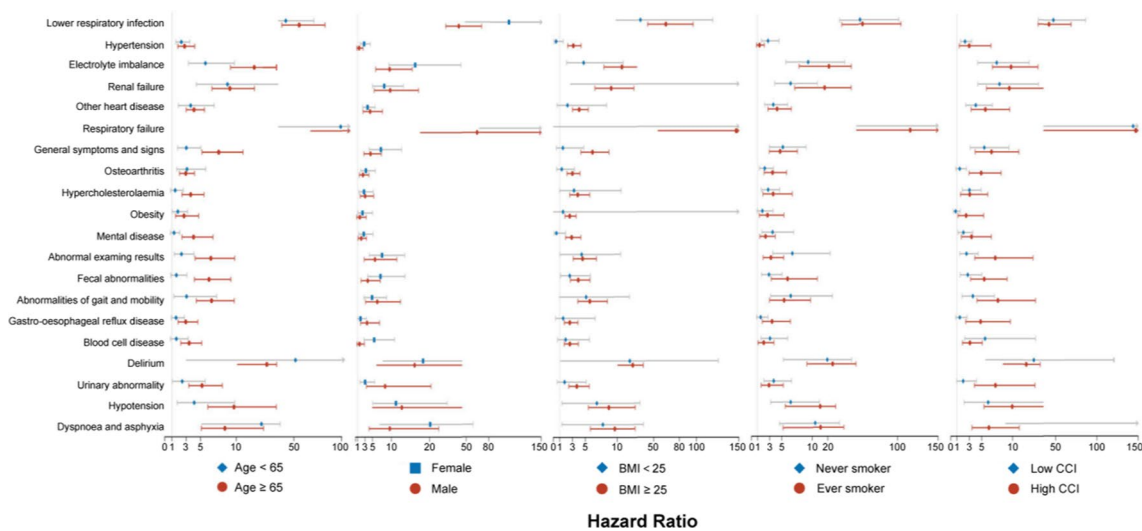 Lower respiratory infection
Hypertension
Electrolyte imbalance
Renal failure
Other heart disease
Respiratory failure
General symptoms and signs
Osteoarthritis
Hypercholesterolaemia
Obesity
Mental disease
Abnormal examing results
Fecal abnormalities
Abnormalities of gait and mobility
Gastro-oesophageal reflux disease
Blood cell disease
Delirium
Urinary abnormality
Hypotension
Dyspnoea and asphyxia
0 1 3 5 10 50 100
0 1 3 5 10 50 80 150
0 1 3 5 10 50 80 100 150
0 1 3 5 10 20 100 150
0 1 3 5 10 100 150
Age < 65
Age ≥ 65
Female
Male
BMI < 25
BMI ≥ 25
Never smoker
Ever smoker
Low CCI
High CCI
Hazard Ratio